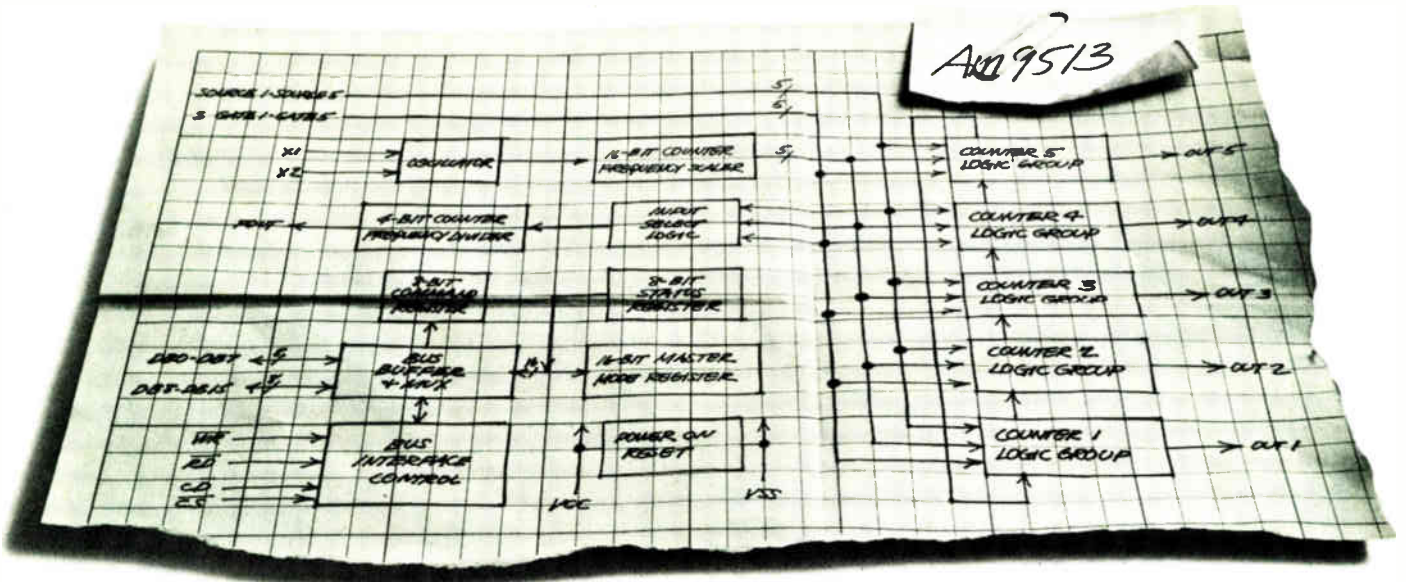 Am9513
SOURCE 1-SOURCE 5
5
3 GATE 1-GATE 5
5
X1
X2
OSCILLATOR
16-BIT COUNTER
FREQUENCY SCALER
5
COUNTER 5
LOGIC GROUP
OUT 5
FOUT
4-BIT COUNTER
FREQUENCY DIVIDER
INPUT
SELECT
LOGIC
COUNTER 4
LOGIC GROUP
OUT 4
8-BIT
COMMAND
REGISTER
8-BIT
STATUS
REGISTER
COUNTER 3
LOGIC GROUP
OUT 3
DB0-DB7
DB8-DB15
BUS
BUFFER
+ MUX
16
16-BIT MASTER
MODE REGISTER
COUNTER 2
LOGIC GROUP
OUT 2
WR
RD
C/D
CS
BUS
INTERFACE
CONTROL
POWER ON
RESET
VCC
VSS
COUNTER 1
LOGIC GROUP
OUT 1